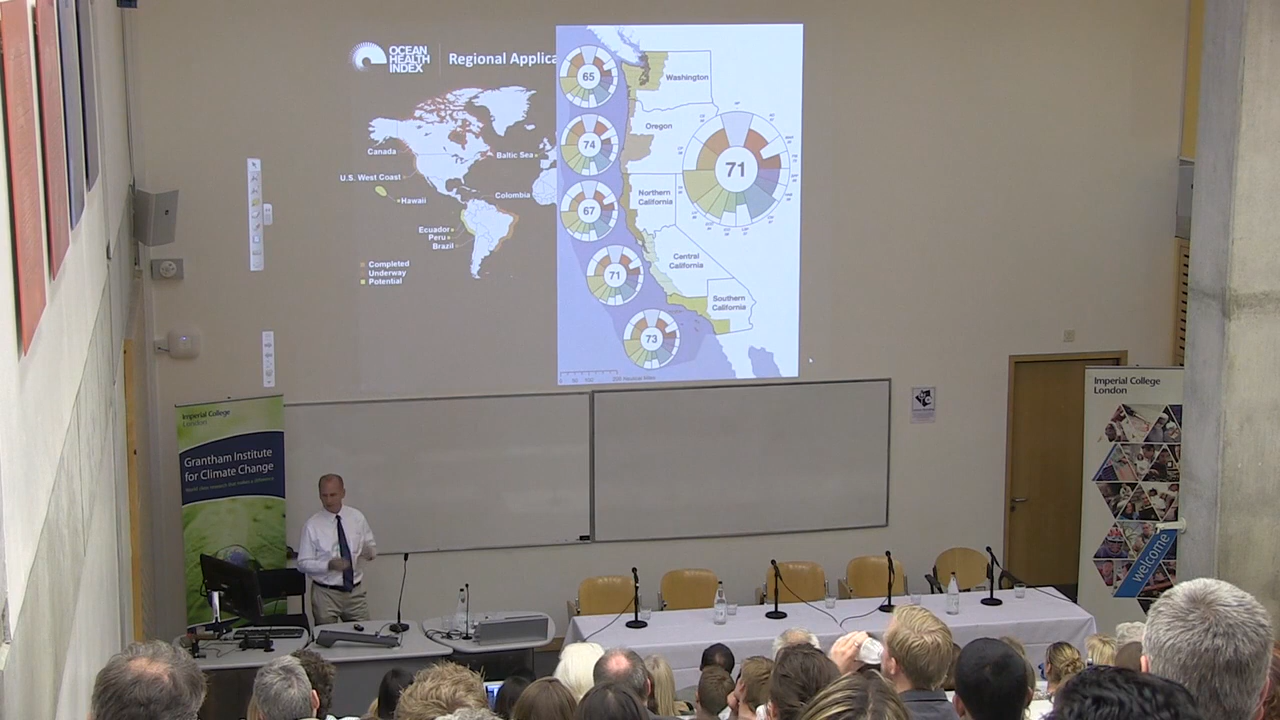 OCEAN
HEALTH
INDEX
Regional Applica
Canada
U.S. West Coast
Hawaii
Baltic Sea
Colombia
Ecuador
Peru
Brazil
Completed
Underway
Potential
65
74
67
71
73
71
Washington
Oregon
Northern
California
Central
California
Southern
California
Imperial College
London
Grantham Institute
for Climate Change
Imperial College
London
welcome